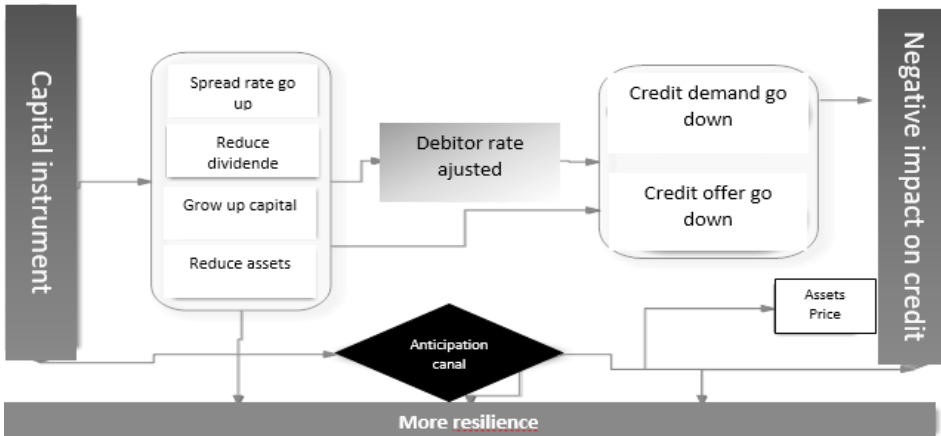 Capital instrument
Spread rate go
up
Reduce
dividende
Grow up capital
Reduce assets
Debitor rate
ajusted
Credit demand go
down
Credit offer go
down
Negative impact on credit
Assets
Price
Anticipation
canal
More resilience